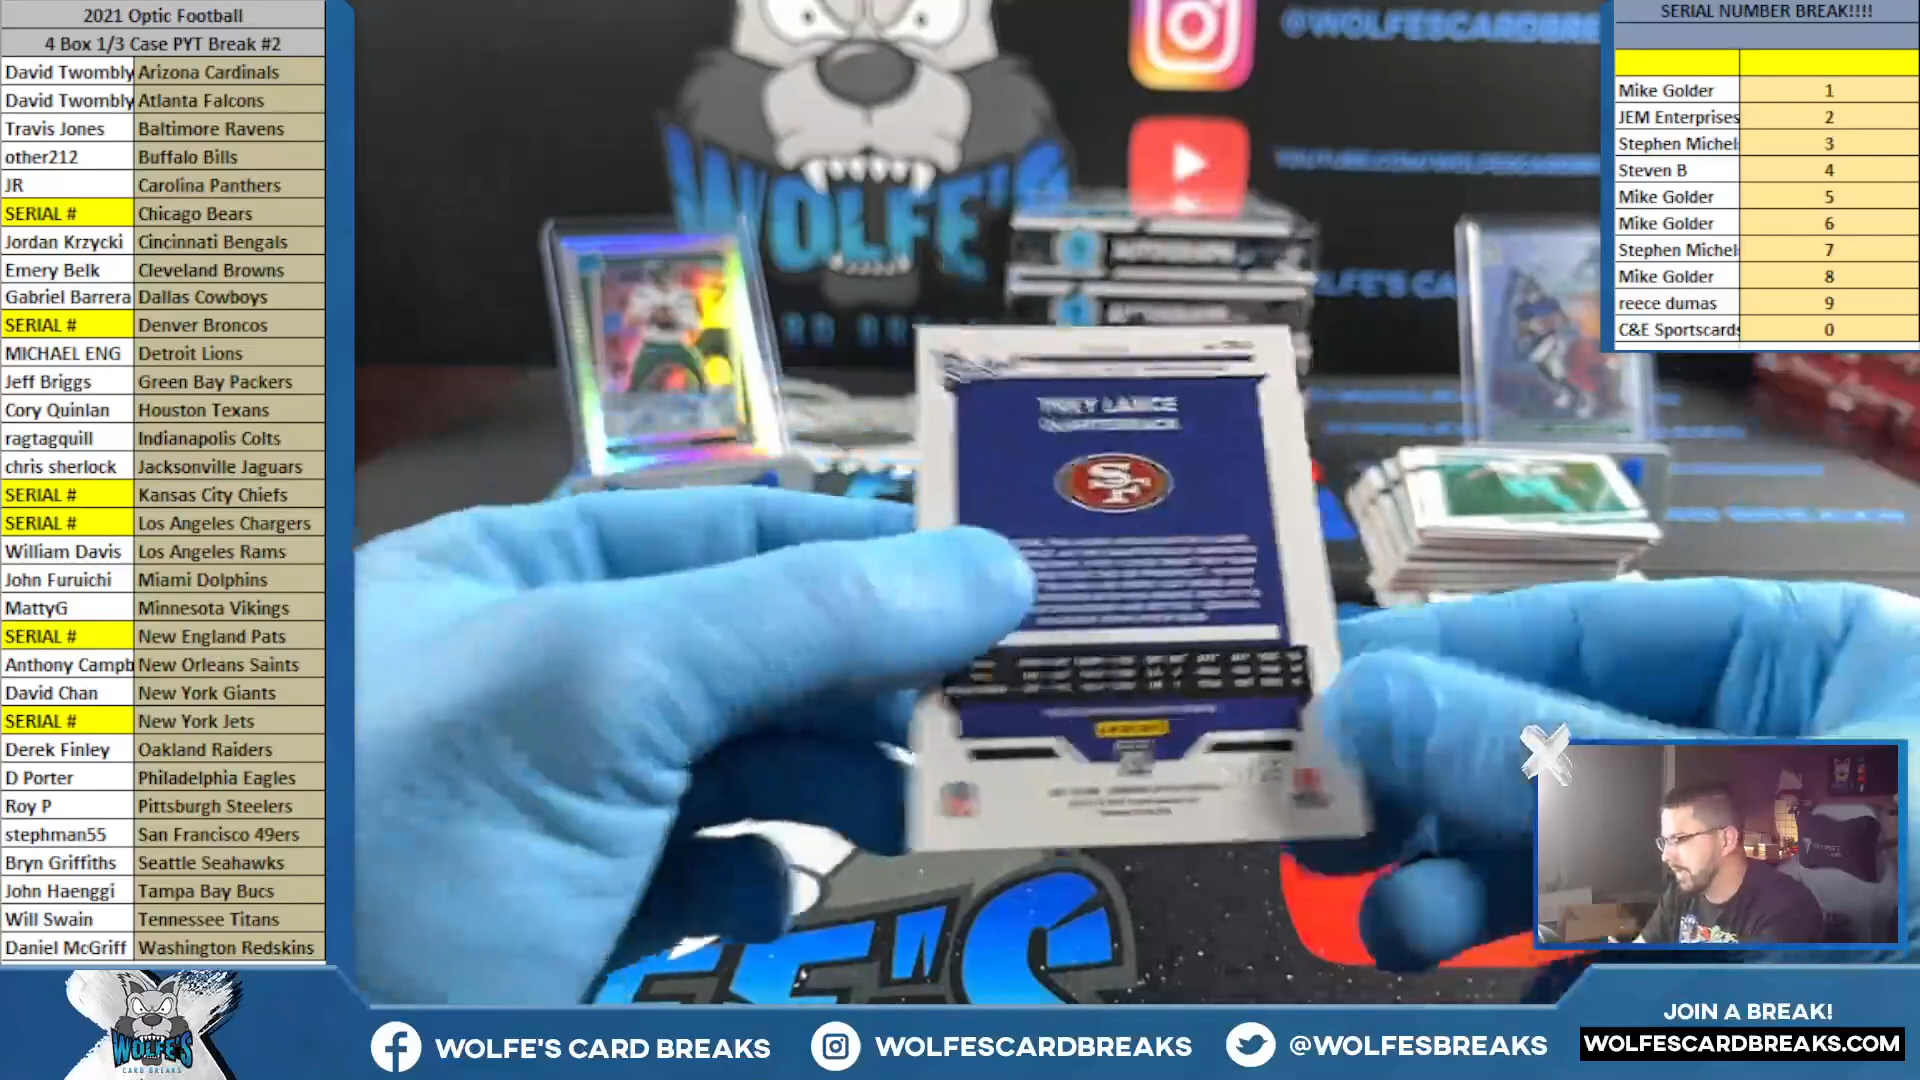 2021 Optic Football
4 Box 1/3 Case PYT Break #2
David Twombly Arizona Cardinals
David Twombly Atlanta Falcons
Travis Jones Baltimore Ravens
other212 Buffalo Bills
JR Carolina Panthers
SERIAL # Chicago Bears
Jordan Krzycki Cincinnati Bengals
Emery Belk Cleveland Browns
Gabriel Barrera Dallas Cowboys
SERIAL # Denver Broncos
MICHAEL ENG Detroit Lions
Jeff Briggs Green Bay Packers
Cory Quinlan Houston Texans
ragtagquill Indianapolis Colts
chris sherlock Jacksonville Jaguars
SERIAL # Kansas City Chiefs
SERIAL # Los Angeles Chargers
William Davis Los Angeles Rams
John Furuichi Miami Dolphins
MattyG Minnesota Vikings
SERIAL # New England Pats
Anthony Campb New Orleans Saints
David Chan New York Giants
SERIAL # New York Jets
Derek Finley Oakland Raiders
D Porter Philadelphia Eagles
Roy P Pittsburgh Steelers
stephman55 San Francisco 49ers
Bryn Griffiths Seattle Seahawks
John Haenggi Tampa Bay Bucs
Will Swain Tennessee Titans
Daniel McGriff Washington Redskins
SERIAL NUMBER BREAK!!!!
Mike Golder 1
JEM Enterprises 2
Stephen Michel 3
Steven B 4
Mike Golder 5
Mike Golder 6
Stephen Michel 7
Mike Golder 8
reece dumas 9
C&E Sportscards 0
@WOLFESCARDBRE
WOLFE'S
TREY LANCE
QUARTERBACK
SF
WOLFE'S
CARD BREAKS
WOLFE'S CARD BREAKS
WOLFESCARDBREAKS
@WOLFESBREAKS
JOIN A BREAK!
WOLFESCARDBREAKS.COM